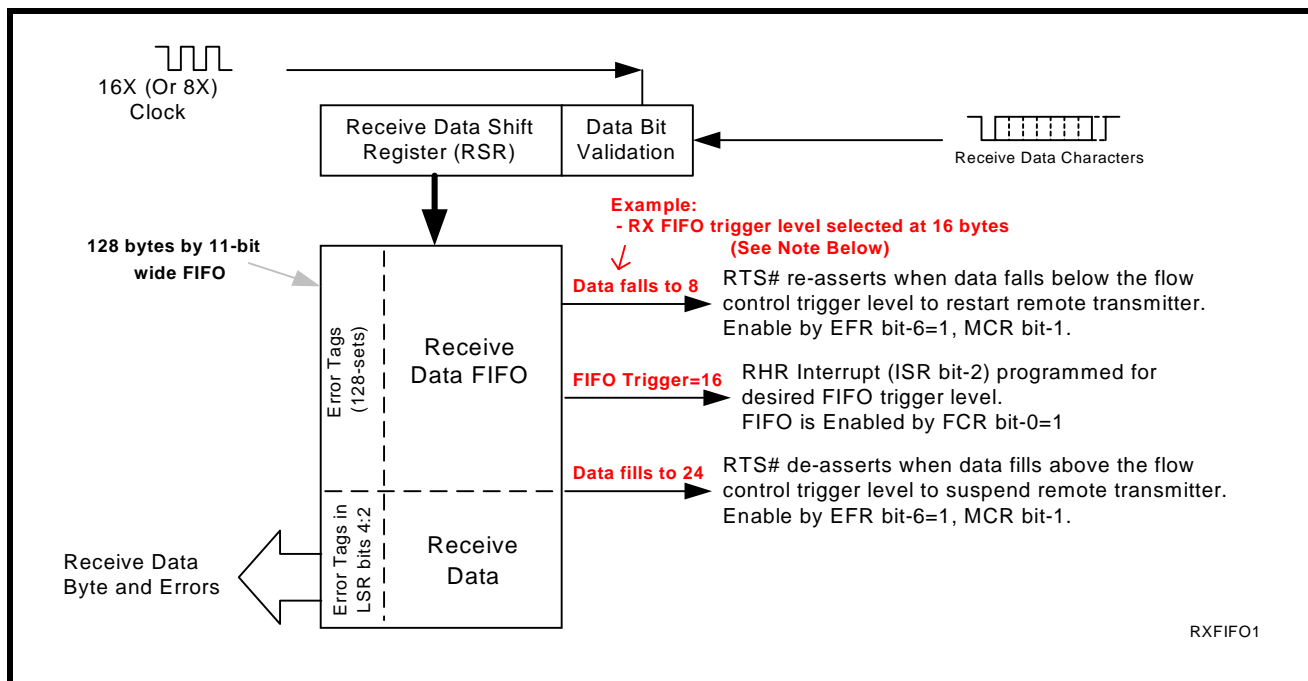 16X (Or 8X)
Clock
Receive Data Shift
Register (RSR)
Data Bit
Validation
Receive Data Characters
Example:
- RX FIFO trigger level selected at 16 bytes
(See Note Below)
128 bytes by 11-bit
wide FIFO
Error Tags
(128-sets)
Receive
Data FIFO
Data falls to 8
RTS# re-asserts when data falls below the flow
control trigger level to restart remote transmitter.
Enable by EFR bit-6=1, MCR bit-1.
FIFO Trigger=16
RHR Interrupt (ISR bit-2) programmed for
desired FIFO trigger level.
FIFO is Enabled by FCR bit-0=1
Data fills to 24
RTS# de-asserts when data fills above the flow
control trigger level to suspend remote transmitter.
Enable by EFR bit-6=1, MCR bit-1.
Error Tags in
LSR bits 4:2
Receive
Data
Receive Data
Byte and Errors
RXFIFO1